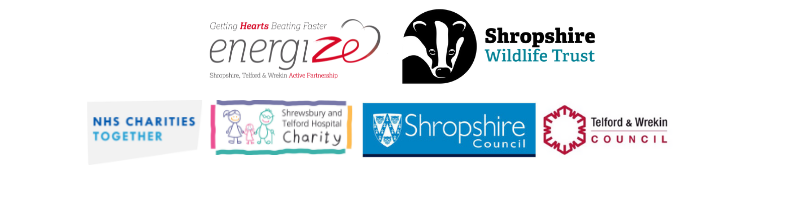 Getting Hearts Beating Faster
energize
Shropshire, Telford & Wrekin Active Partnership
Shropshire
Wildlife Trust
NHS CHARITIES
TOGETHER
Shrewsbury and
Telford Hospital
Charity
Shropshire
Council
Telford & Wrekin
COUNCIL